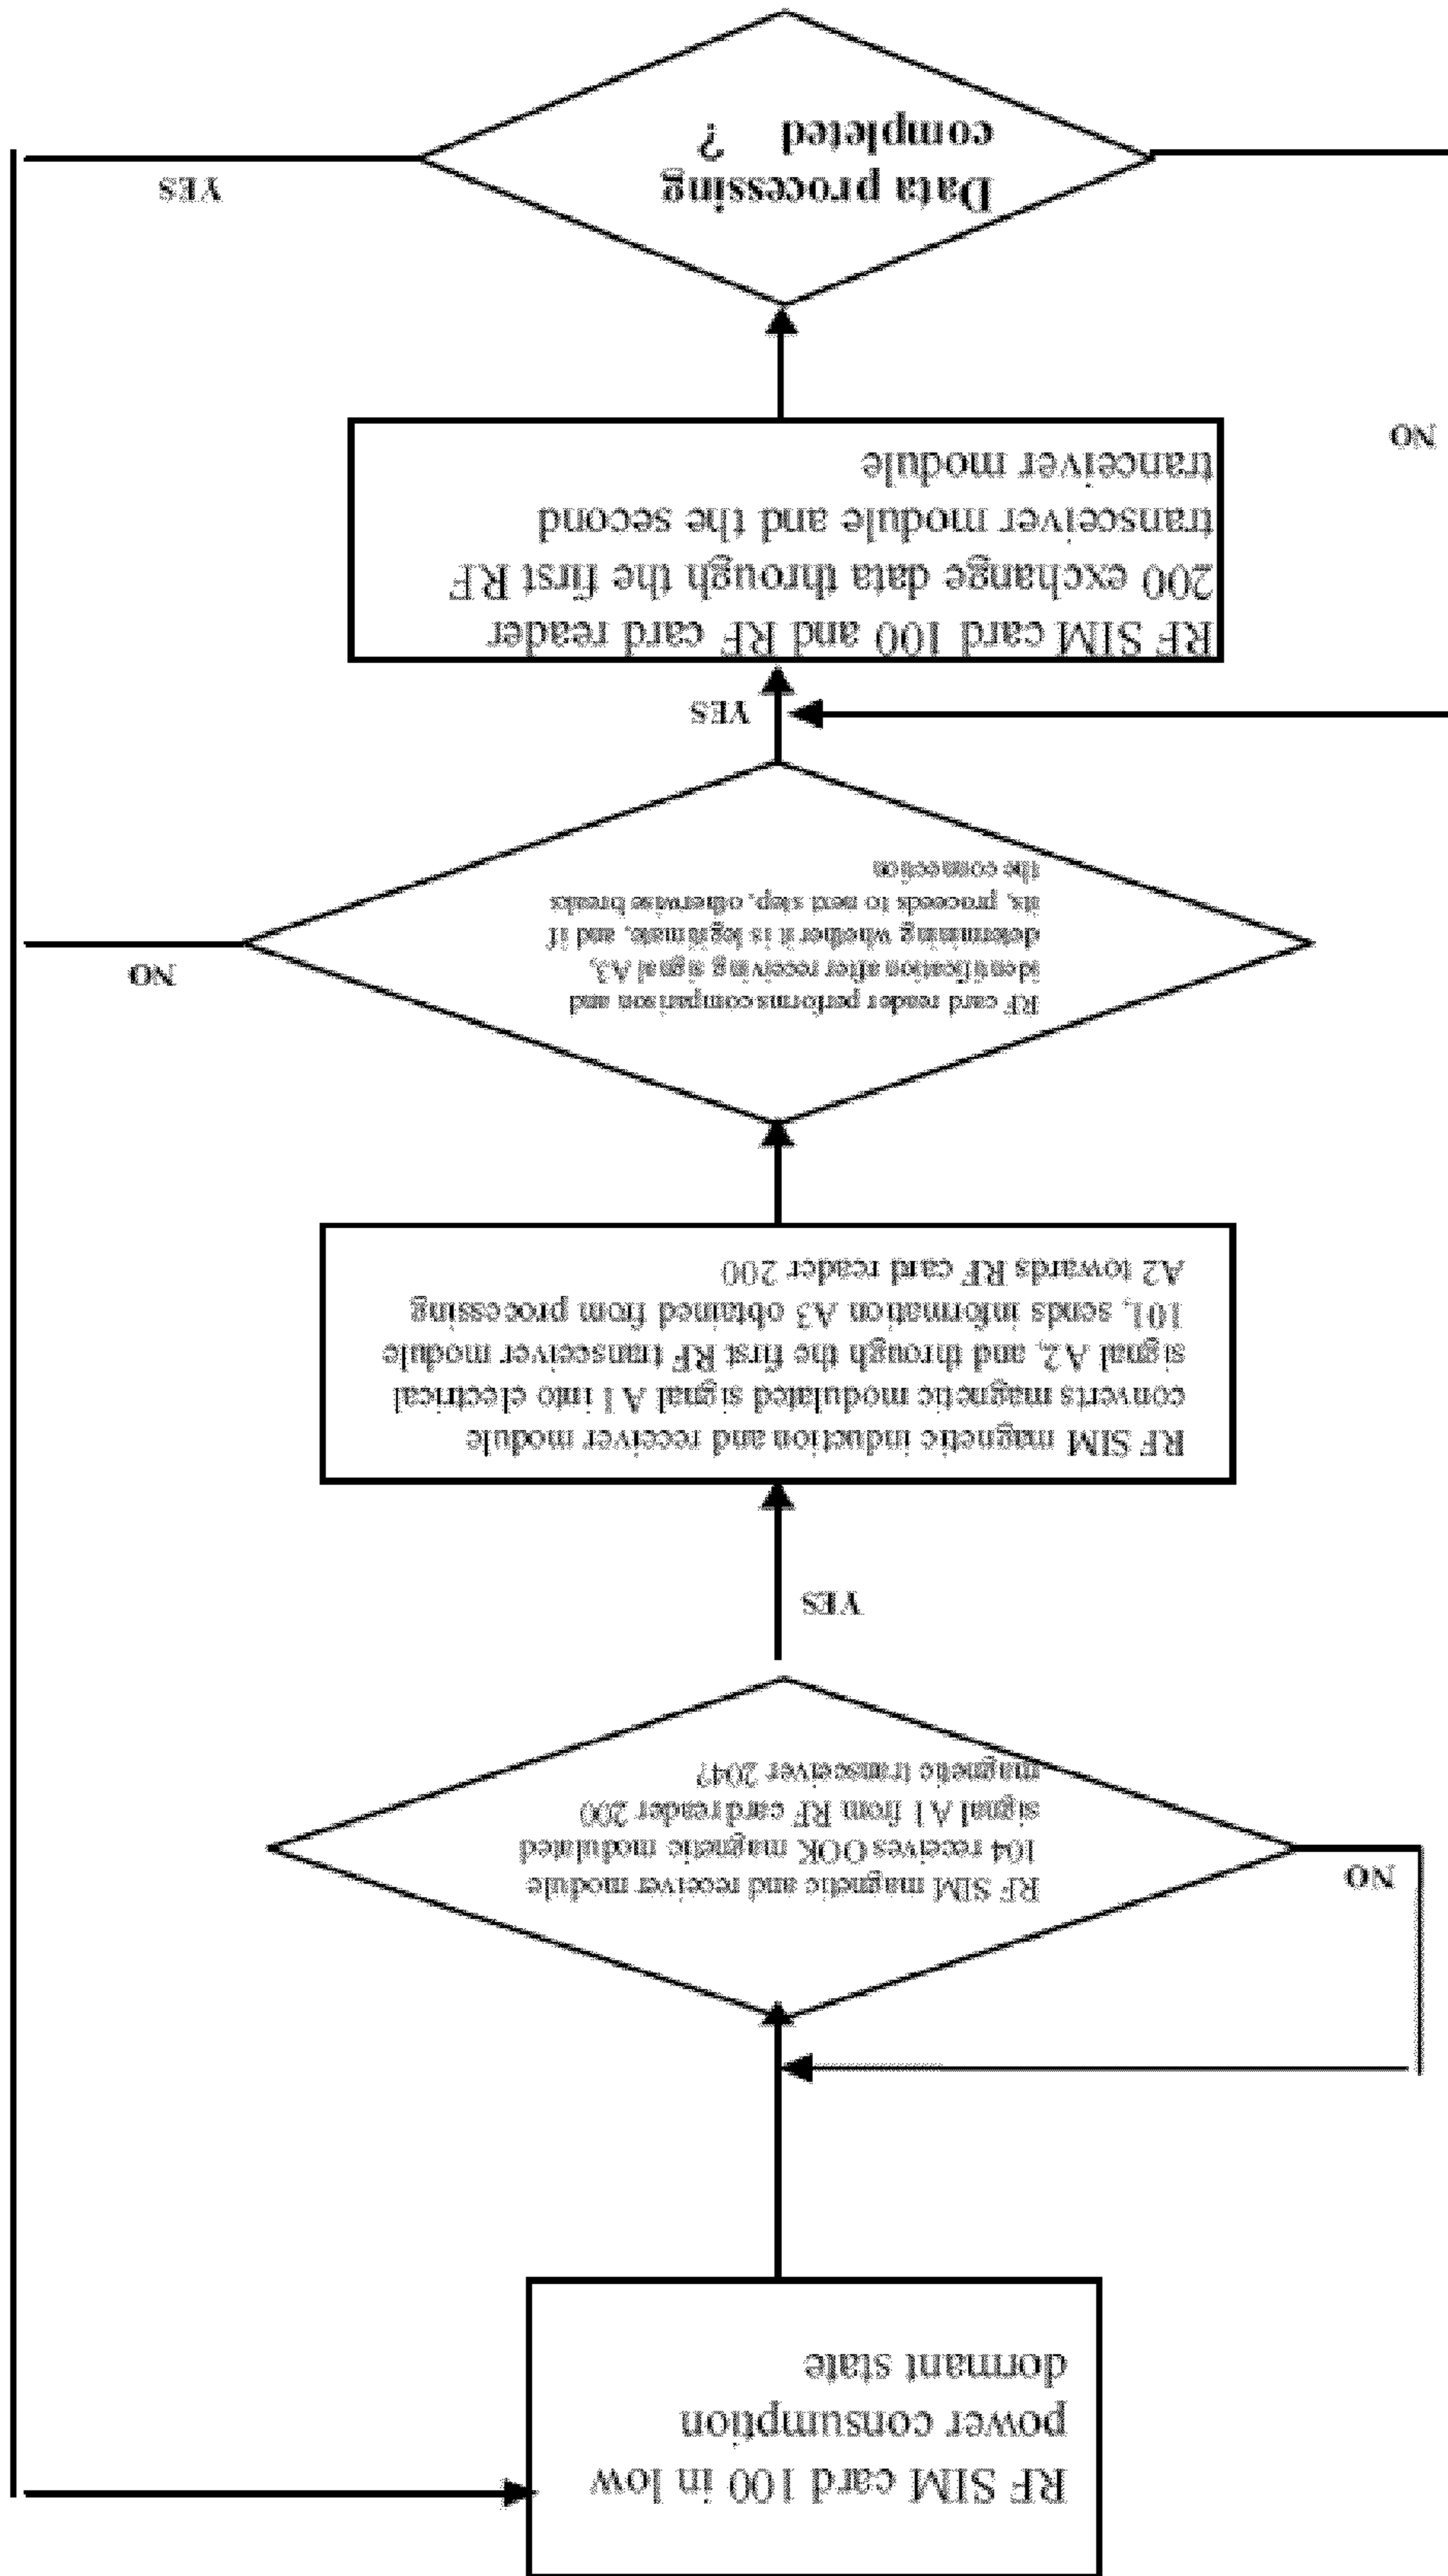 RF SIM card 100 in low
power consumption
dormant state
RF SIM magnetic and receiver module
104 receives OOK magnetic modulated
signal A1 from RF card reader 200
magnetic transceiver 204?
NO
YES
RF SIM magnetic induction and receiver module
converts magnetic modulated signal A1 into electrical
signal A2, and through the first RF transceiver module
101, sends information A3 obtained from processing
A2 towards RF card reader 200
RF card reader performs comparison and
identification after receiving signal A3,
determining whether it is legitimate, and if
its, proceeds to next step, otherwise breaks
the connection
NO
YES
RF SIM card 100 and RF card reader
200 exchange data through the first RF
transceiver module and the second
tranceiver module
NO
Data processing
completed ?
YES